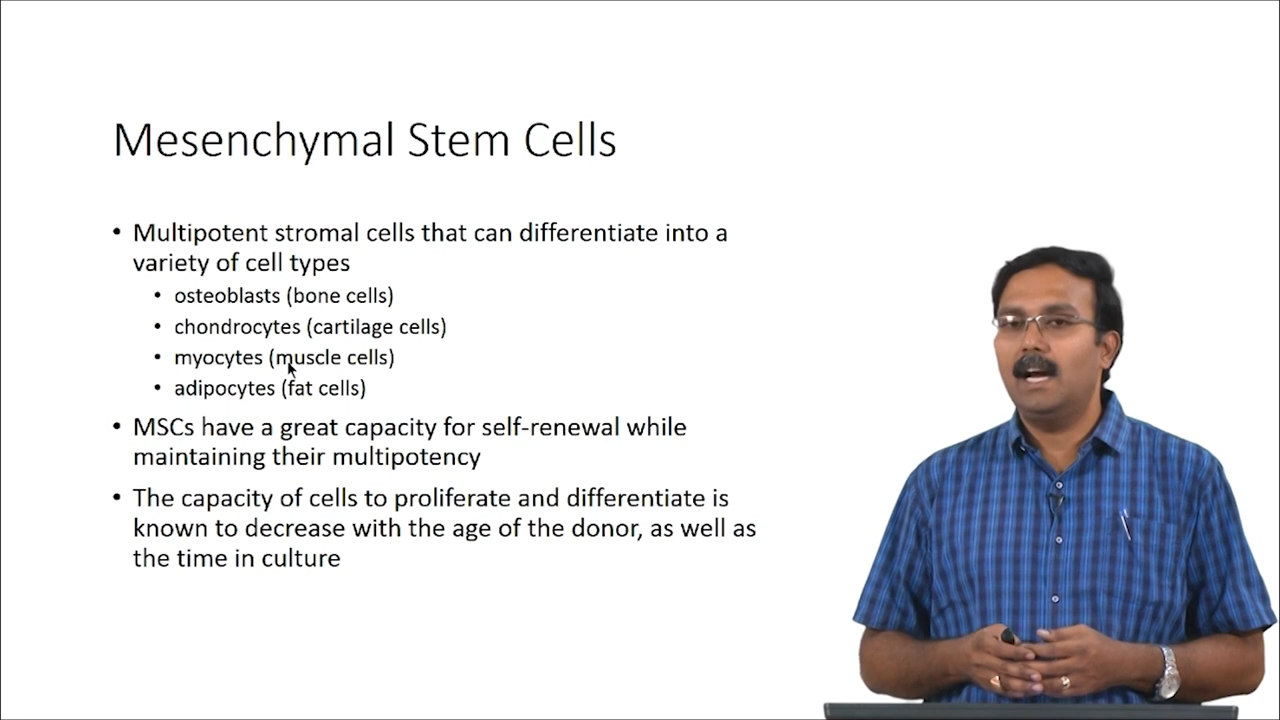 Mesenchymal Stem Cells
• Multipotent stromal cells that can differentiate into a
variety of cell types
• osteoblasts (bone cells)
• chondrocytes (cartilage cells)
• myocytes (muscle cells)
• adipocytes (fat cells)
• MSCs have a great capacity for self-renewal while
maintaining their multipotency
• The capacity of cells to proliferate and differentiate is
known to decrease with the age of the donor, as well as
the time in culture